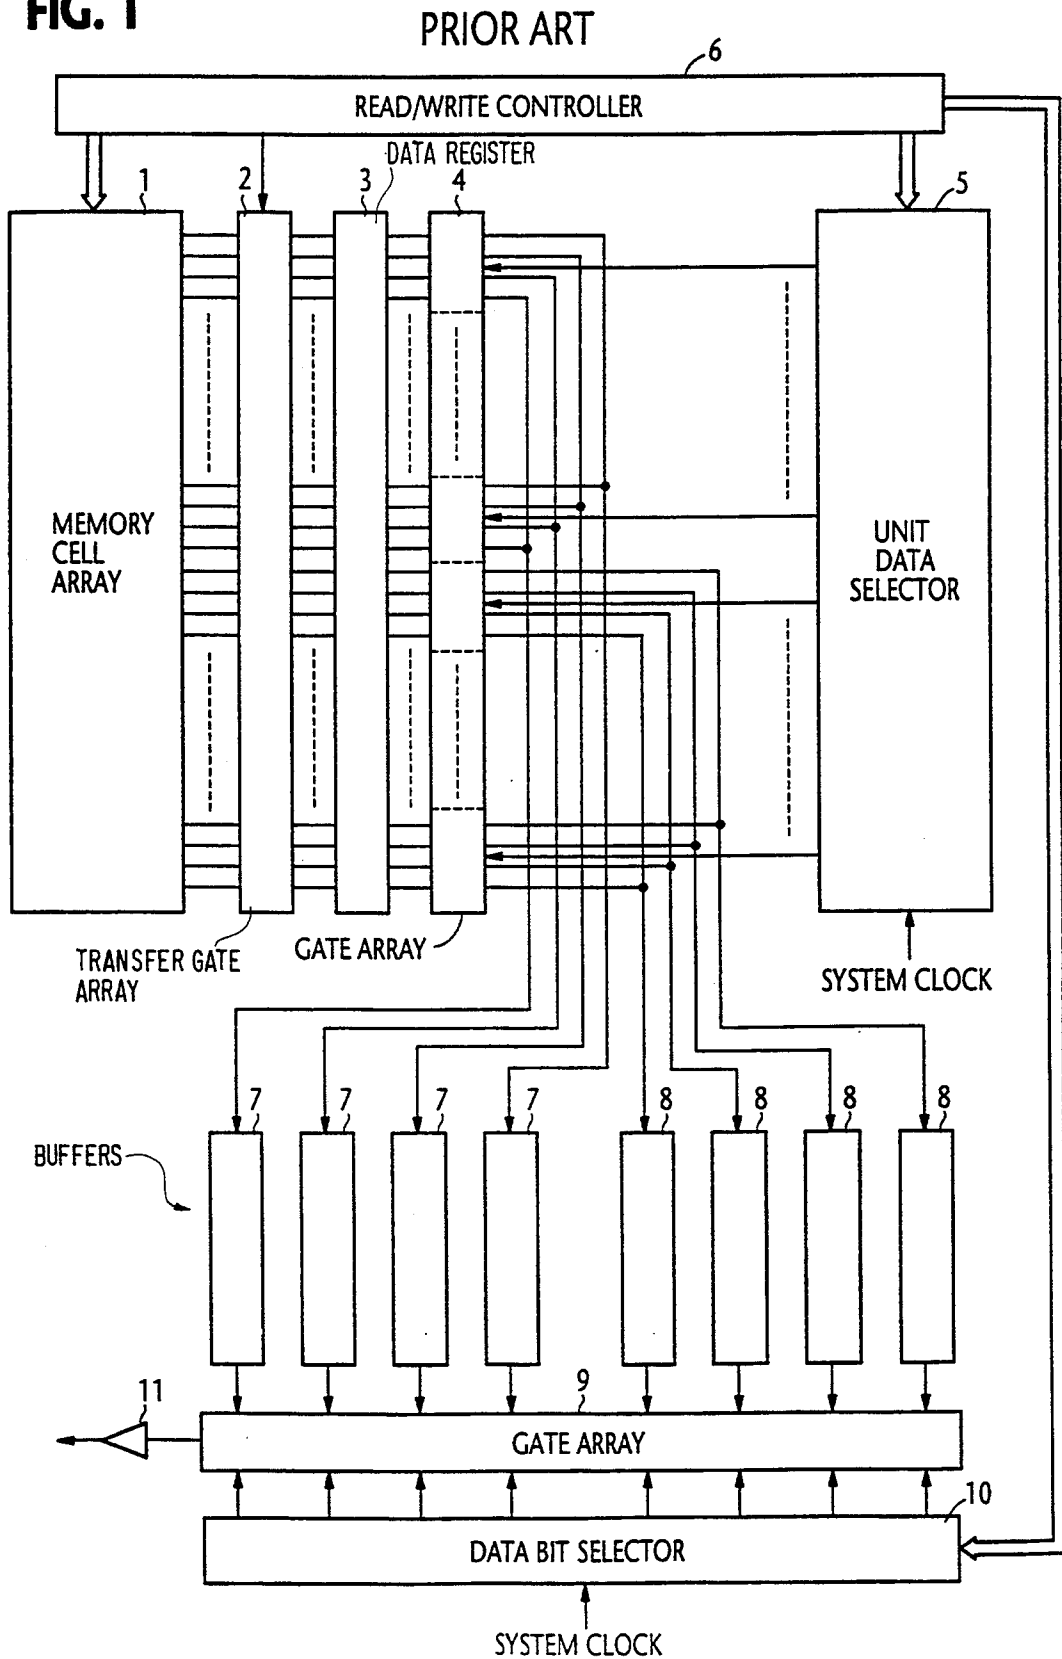 FIG. 1
PRIOR ART
6
READ/WRITE CONTROLLER
DATA REGISTER
1
2
3
4
5
MEMORY
CELL
ARRAY
UNIT
DATA
SELECTOR
TRANSFER GATE
ARRAY
GATE ARRAY
SYSTEM CLOCK
7
7
7
7
8
8
8
8
BUFFERS
11
9
GATE ARRAY
10
DATA BIT SELECTOR
SYSTEM CLOCK